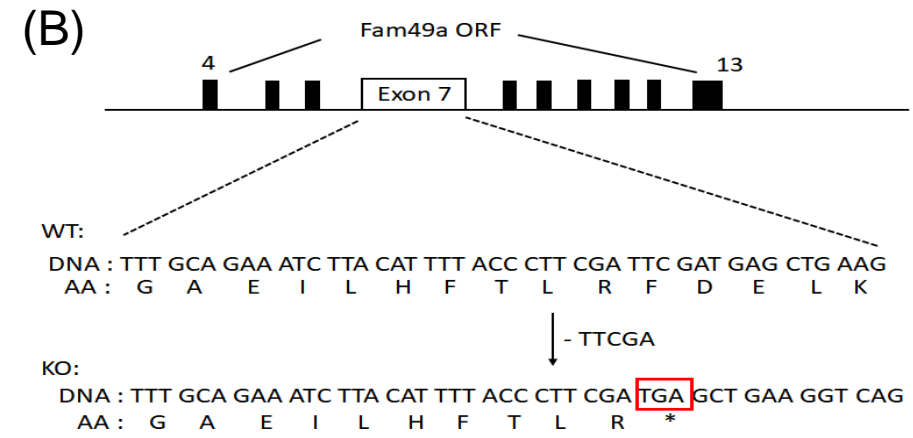 (B)
Fam49a ORF
4
13
Exon 7
WT:
DNA : TTT GCA GAA ATC TTA CAT TTT ACC CTT CGA TTC GAT GAG CTG AAG
AA : G A E I L H F T L R F D E L K
- TTCGA
KO:
DNA : TTT GCA GAA ATC TTA CAT TTT ACC CTT CGA TGA GCT GAA GGT CAG
AA : G A E I L H F T L R *